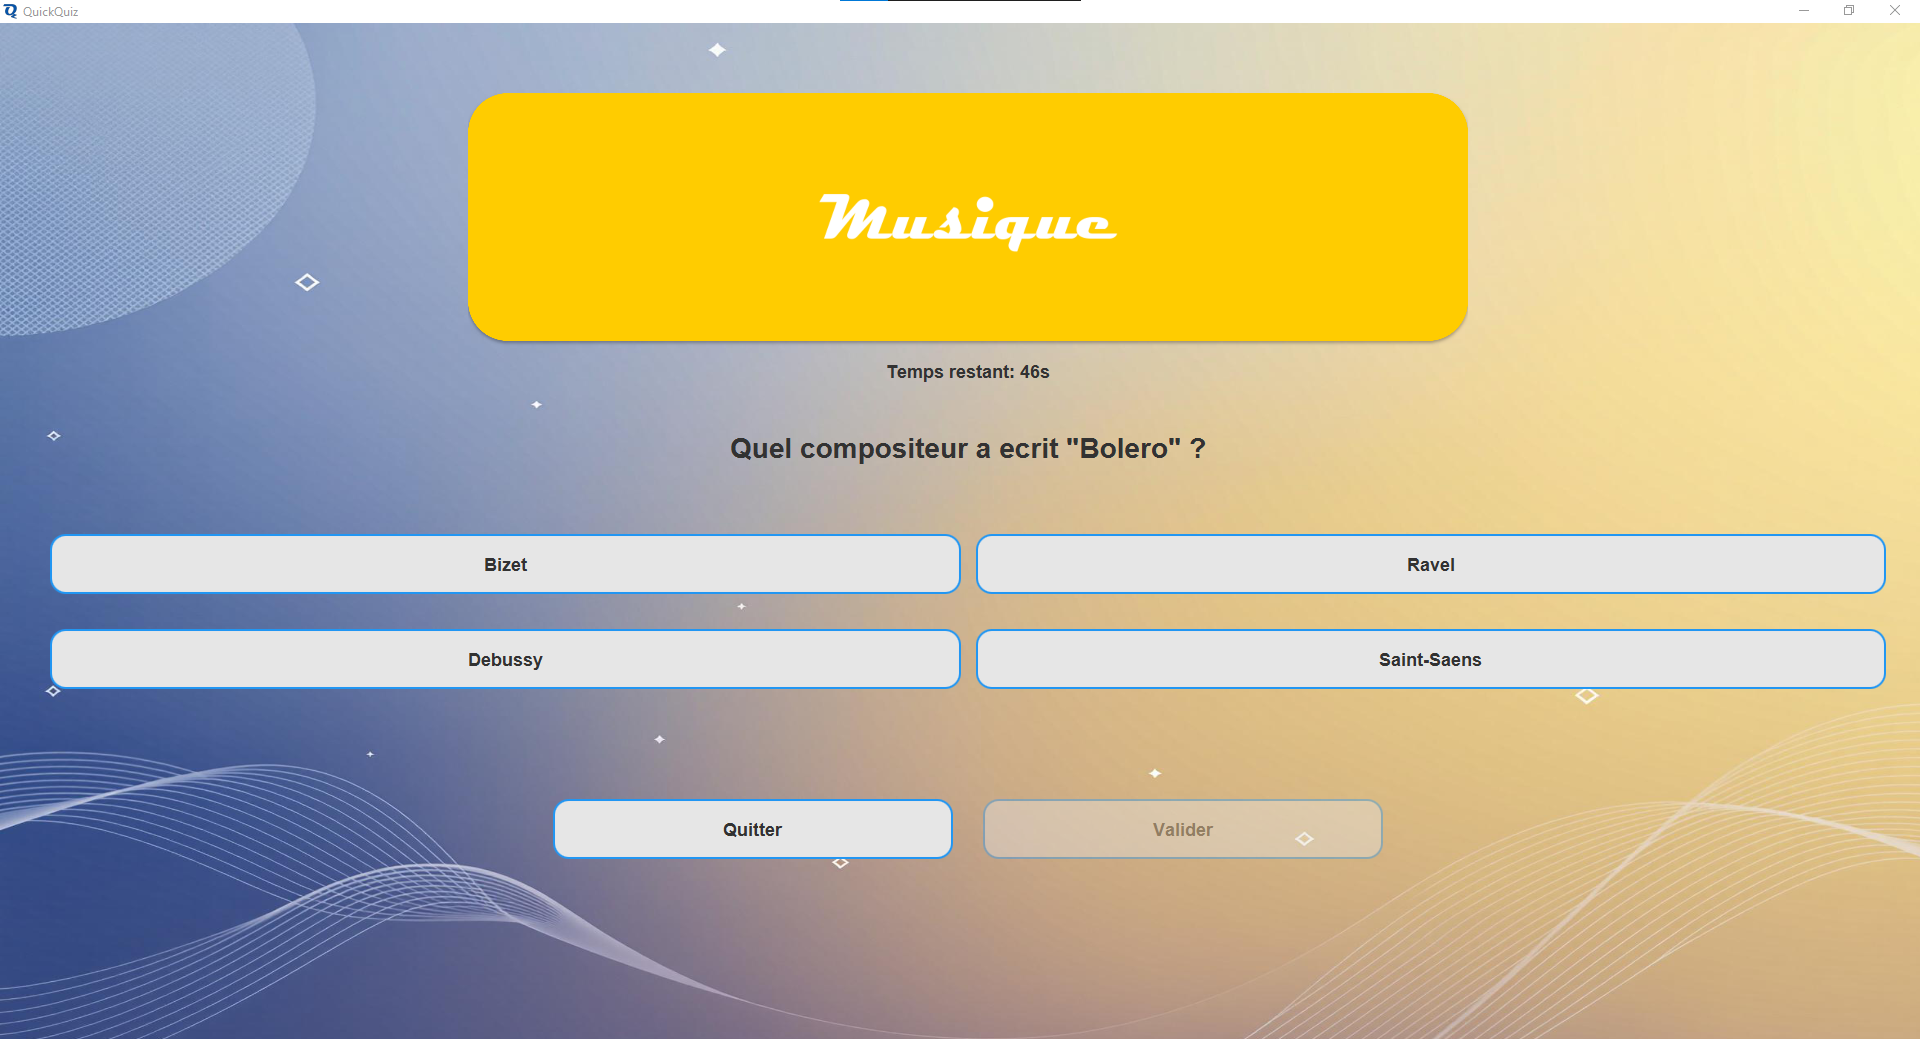 QuickQuiz
Musique
Temps restant: 46s
Quel compositeur a ecrit "Bolero" ?
Bizet
Ravel
Debussy
Saint-Saens
Quitter
Valider